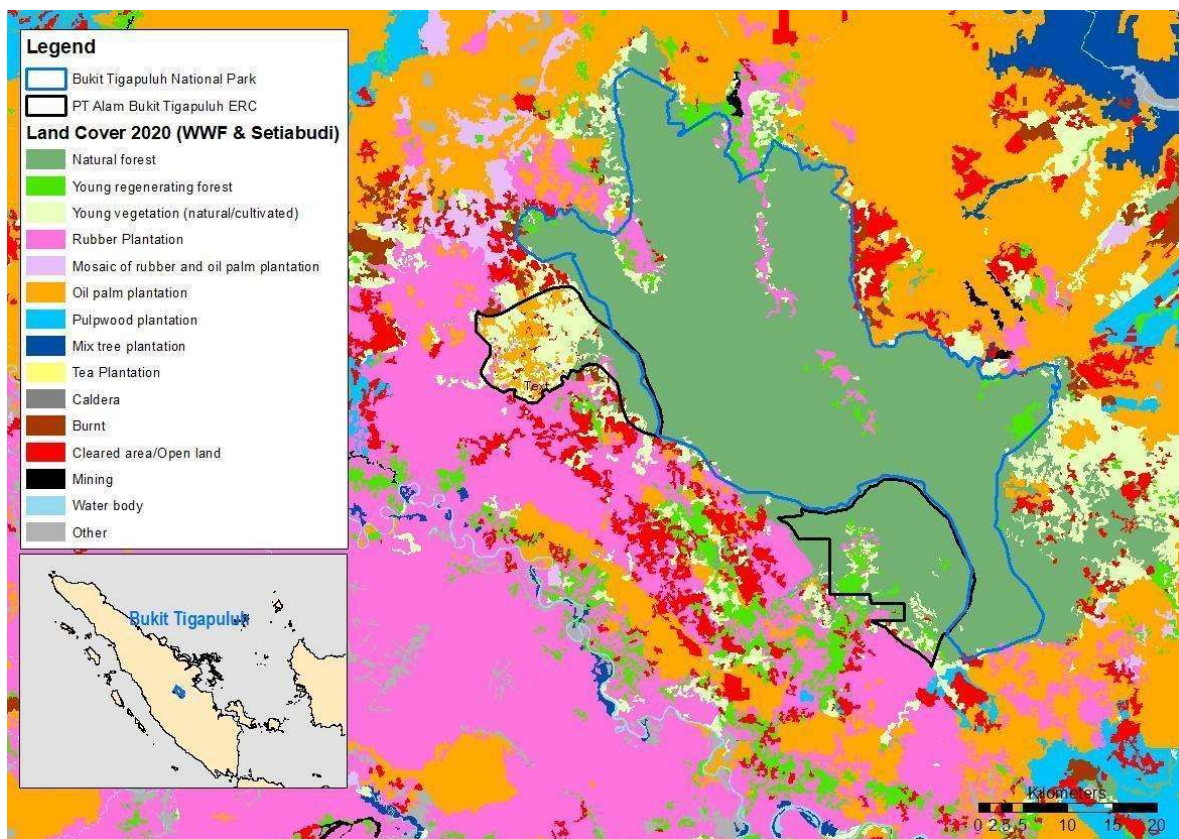 Legend
Bukit Tigapuluh National Park
PT Alam Bukit Tigapuluh ERC
Land Cover 2020 (WWF & Setiabudi)
Natural forest
Young regenerating forest
Young vegetation (natural/cultivated)
Rubber Plantation
Mosaic of rubber and oil palm plantation
Oil palm plantation
Pulpwood plantation
Mix tree plantation
Tea Plantation
Caldera
Burnt
Cleared area/Open land
Mining
Water body
Other
Text
Bukit Tigapuluh
Kilometers
0 2.5 5 10 15 20